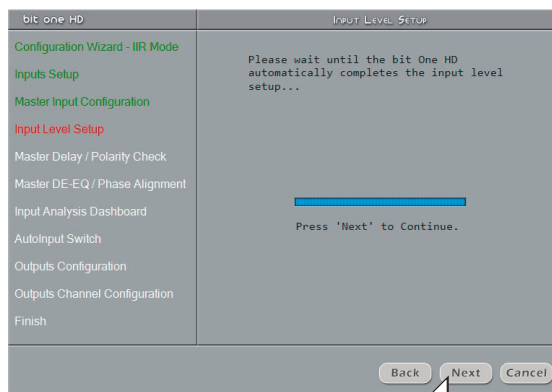 bit one HD
Input Level Setup
Configuration Wizard - IIR Mode
Inputs Setup
Master Input Configuration
Input Level Setup
Master Delay / Polarity Check
Master DE-EQ / Phase Alignment
Input Analysis Dashboard
AutoInput Switch
Outputs Configuration
Outputs Channel Configuration
Finish
Please wait until the bit One HD
automatically completes the input level
setup...
Press 'Next' to Continue.
Back Next Cancel